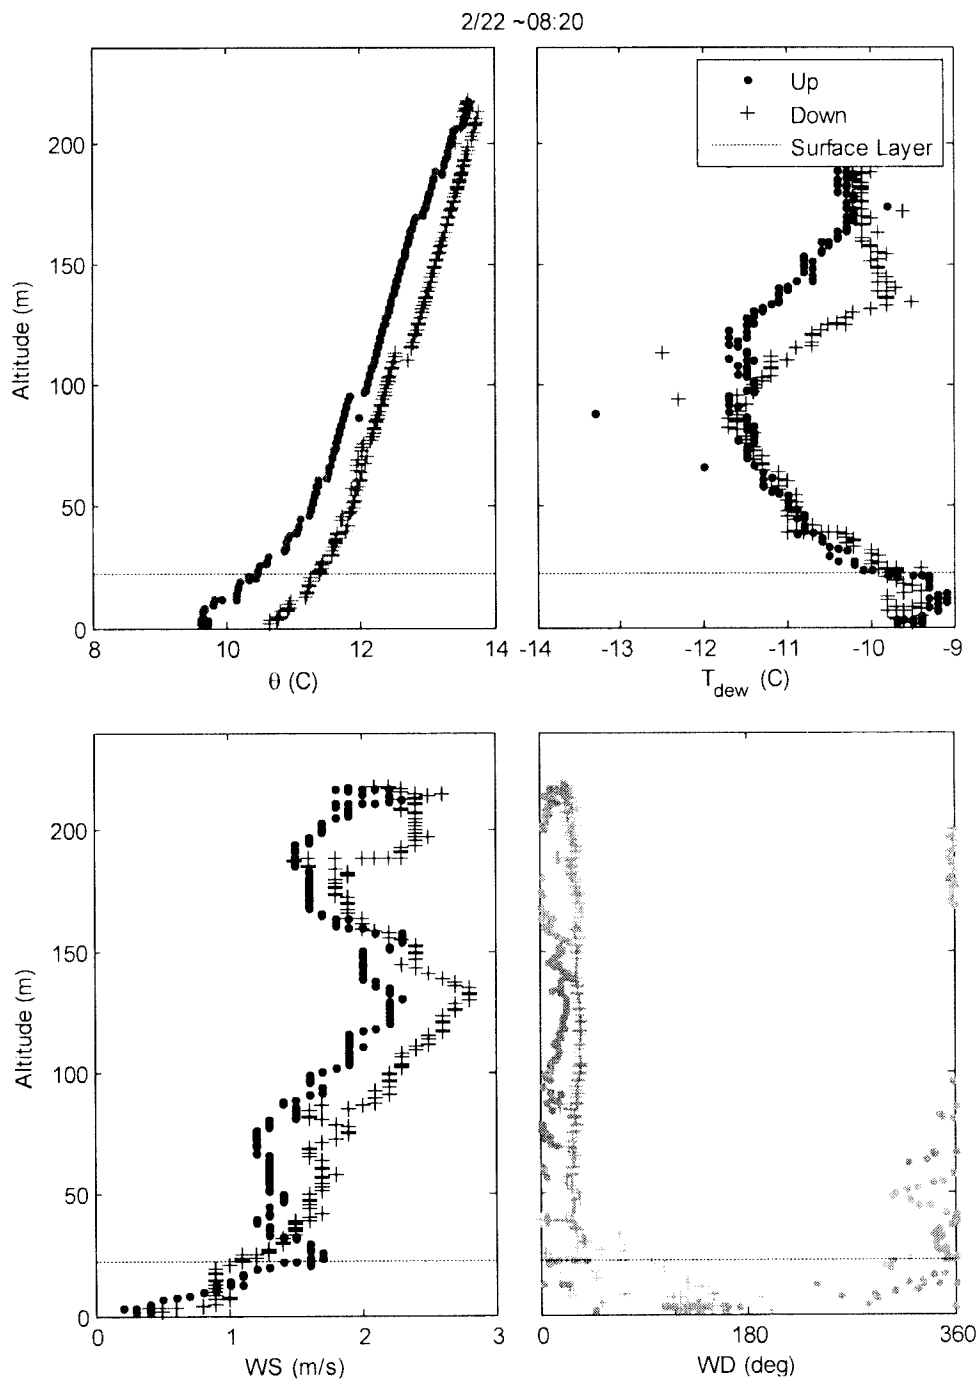 2/22 ~08:20
Up
Down
Surface Layer
200
150
100
50
0
Altitude (m)
8 10 12 14
θ (C)
-14 -13 -12 -11 -10 -9
T_dew (C)
200
150
100
50
0
Altitude (m)
0 1 2 3
WS (m/s)
0 180 360
WD (deg)